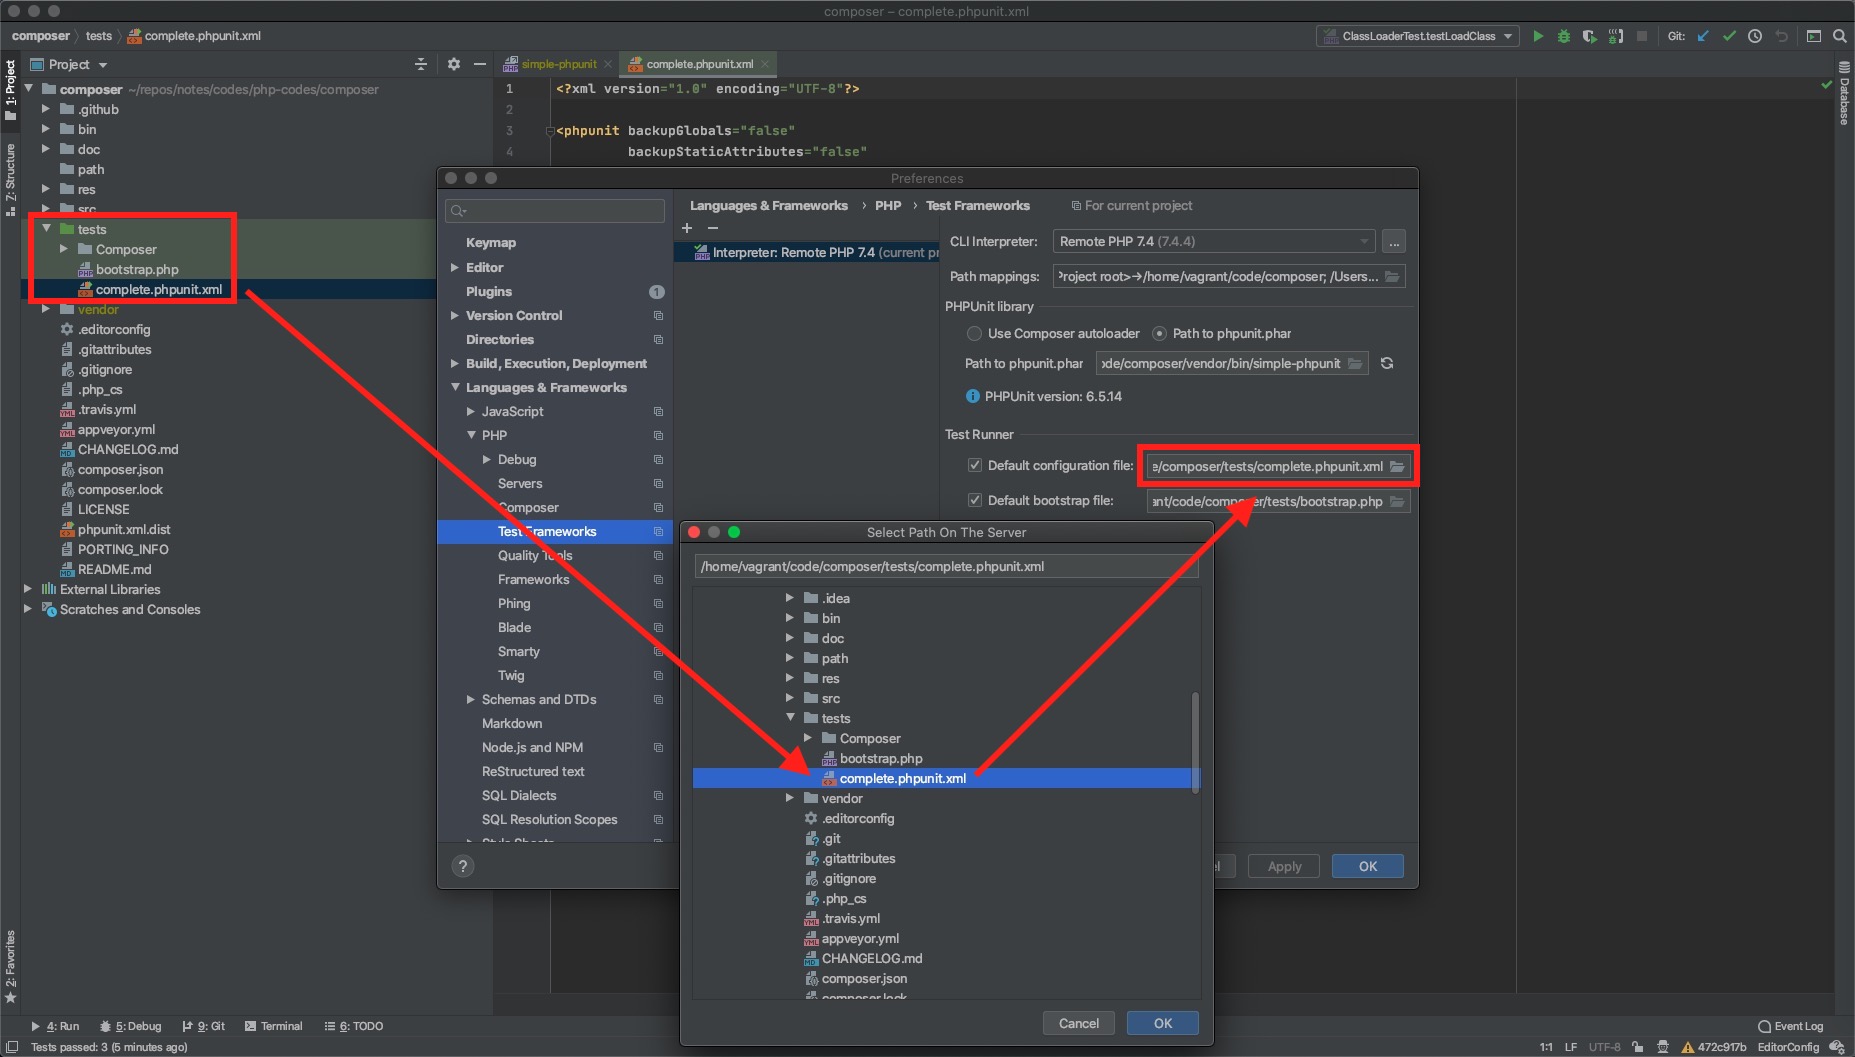 composer – complete.phpunit.xml
composer tests complete.phpunit.xml
ClassLoaderTest.testLoadClass
Git:
1: Project
Z: Structure
2: Favorites
Database
Project
simple-phpunit
complete.phpunit.xml
composer ~/repos/notes/codes/php-codes/composer
.github
bin
doc
path
res
src
tests
Composer
bootstrap.php
complete.phpunit.xml
vendor
.editorconfig
.gitattributes
.gitignore
.php_cs
.travis.yml
appveyor.yml
CHANGELOG.md
composer.json
composer.lock
LICENSE
phpunit.xml.dist
PORTING_INFO
README.md
External Libraries
Scratches and Consoles
1 <?xml version="1.0" encoding="UTF-8"?>
2
3 <phpunit backupGlobals="false"
4 backupStaticAttributes="false"
Preferences
Keymap
Editor
Plugins 1
Version Control
Directories
Build, Execution, Deployment
Languages & Frameworks
JavaScript
PHP
Debug
Servers
Composer
Test Frameworks
Quality Tools
Frameworks
Phing
Blade
Smarty
Twig
Schemas and DTDs
Markdown
Node.js and NPM
ReStructured text
SQL Dialects
SQL Resolution Scopes
Style Sheets
?
Languages & Frameworks › PHP › Test Frameworks For current project
+ −
Interpreter: Remote PHP 7.4 (current pr
CLI Interpreter: Remote PHP 7.4 (7.4.4) ...
Path mappings: Project root>→/home/vagrant/code/composer; /Users...
PHPUnit library
Use Composer autoloader Path to phpunit.phar
Path to phpunit.phar ode/composer/vendor/bin/simple-phpunit
PHPUnit version: 6.5.14
Test Runner
Default configuration file: e/composer/tests/complete.phpunit.xml
Default bootstrap file: ant/code/composer/tests/bootstrap.php
Apply
OK
Select Path On The Server
/home/vagrant/code/composer/tests/complete.phpunit.xml
.idea
bin
doc
path
res
src
tests
Composer
bootstrap.php
complete.phpunit.xml
vendor
.editorconfig
.git
.gitattributes
.gitignore
.php_cs
.travis.yml
appveyor.yml
CHANGELOG.md
composer.json
composer.lock
Cancel
OK
4: Run 5: Debug 9: Git Terminal 6: TODO
Event Log
Tests passed: 3 (5 minutes ago)
1:1 LF UTF-8 472c917b EditorConfig